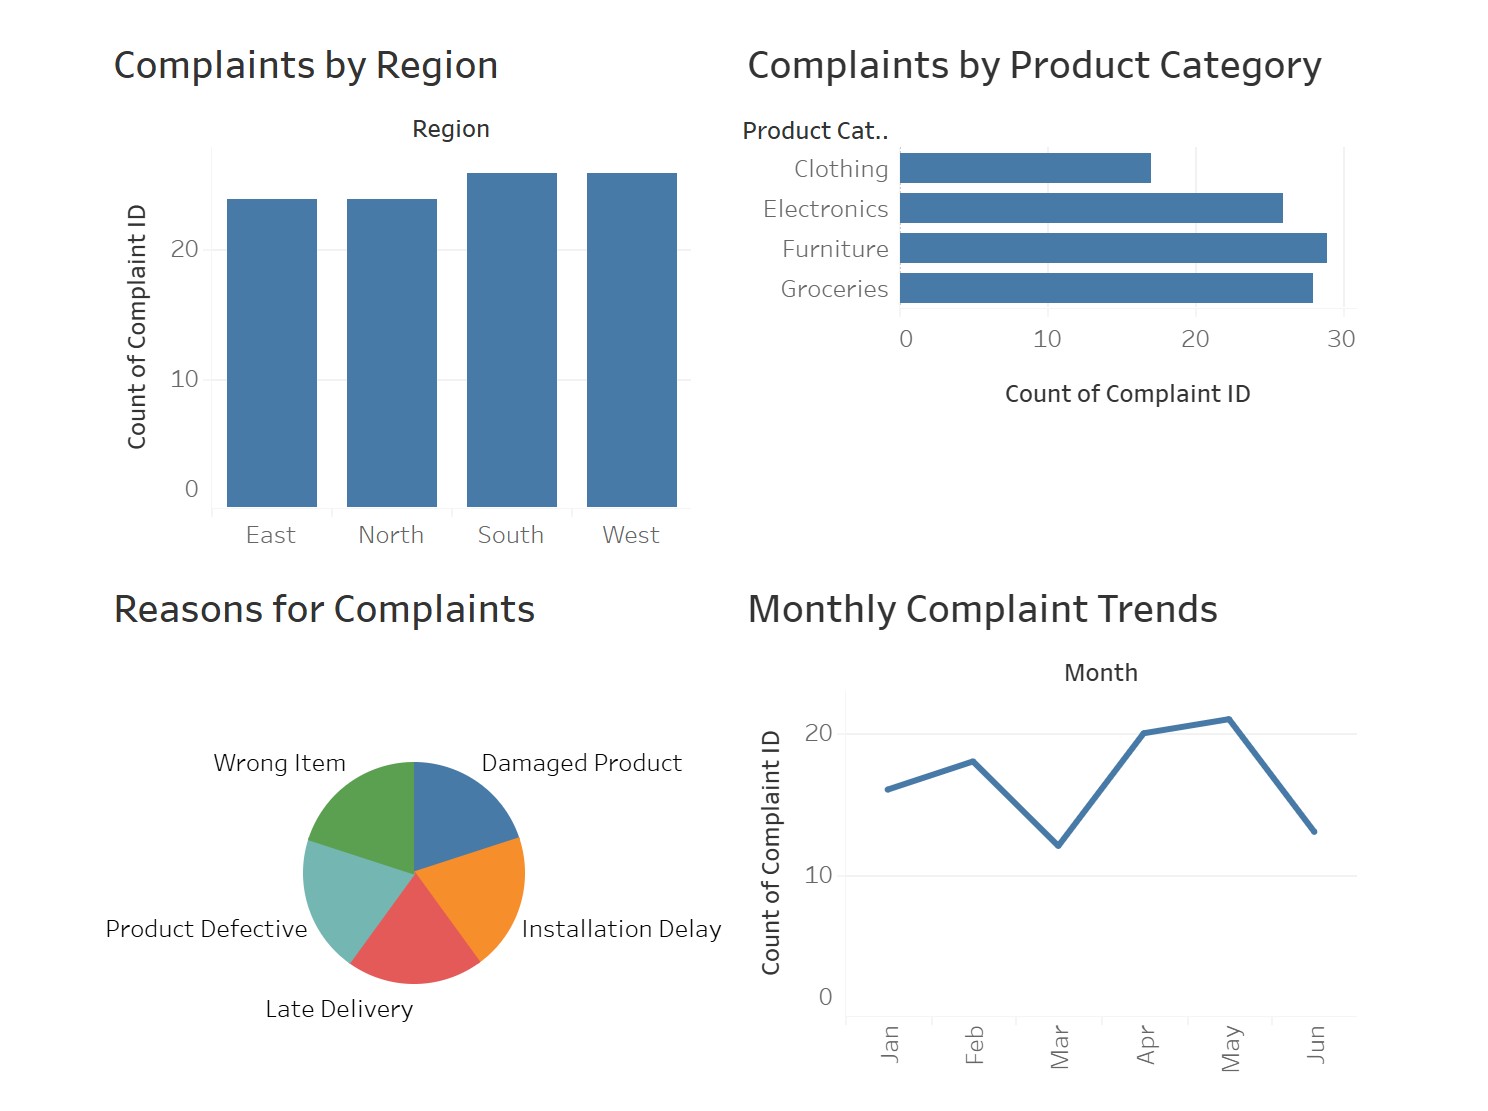 Complaints by Region
Region
Count of Complaint ID
20
10
0
East
North
South
West
Complaints by Product Category
Product Cat..
Clothing
Electronics
Furniture
Groceries
0
10
20
30
Count of Complaint ID
Reasons for Complaints
Wrong Item
Damaged Product
Product Defective
Installation Delay
Late Delivery
Monthly Complaint Trends
Month
Count of Complaint ID
20
10
0
Jan
Feb
Mar
Apr
May
Jun